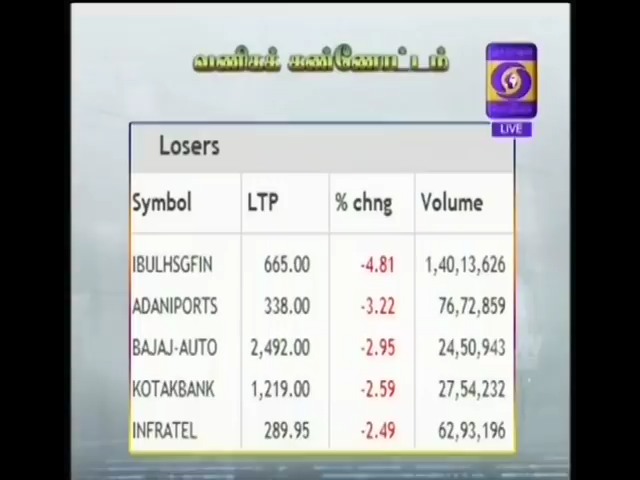 வணிகக் கண்ணோட்டம்
LIVE
Losers
Symbol LTP % chng Volume
IBULHSGFIN 665.00 -4.81 1,40,13,626
ADANIPORTS 338.00 -3.22 76,72,859
BAJAJ-AUTO 2,492.00 -2.95 24,50,943
KOTAKBANK 1,219.00 -2.59 27,54,232
INFRATEL 289.95 -2.49 62,93,196